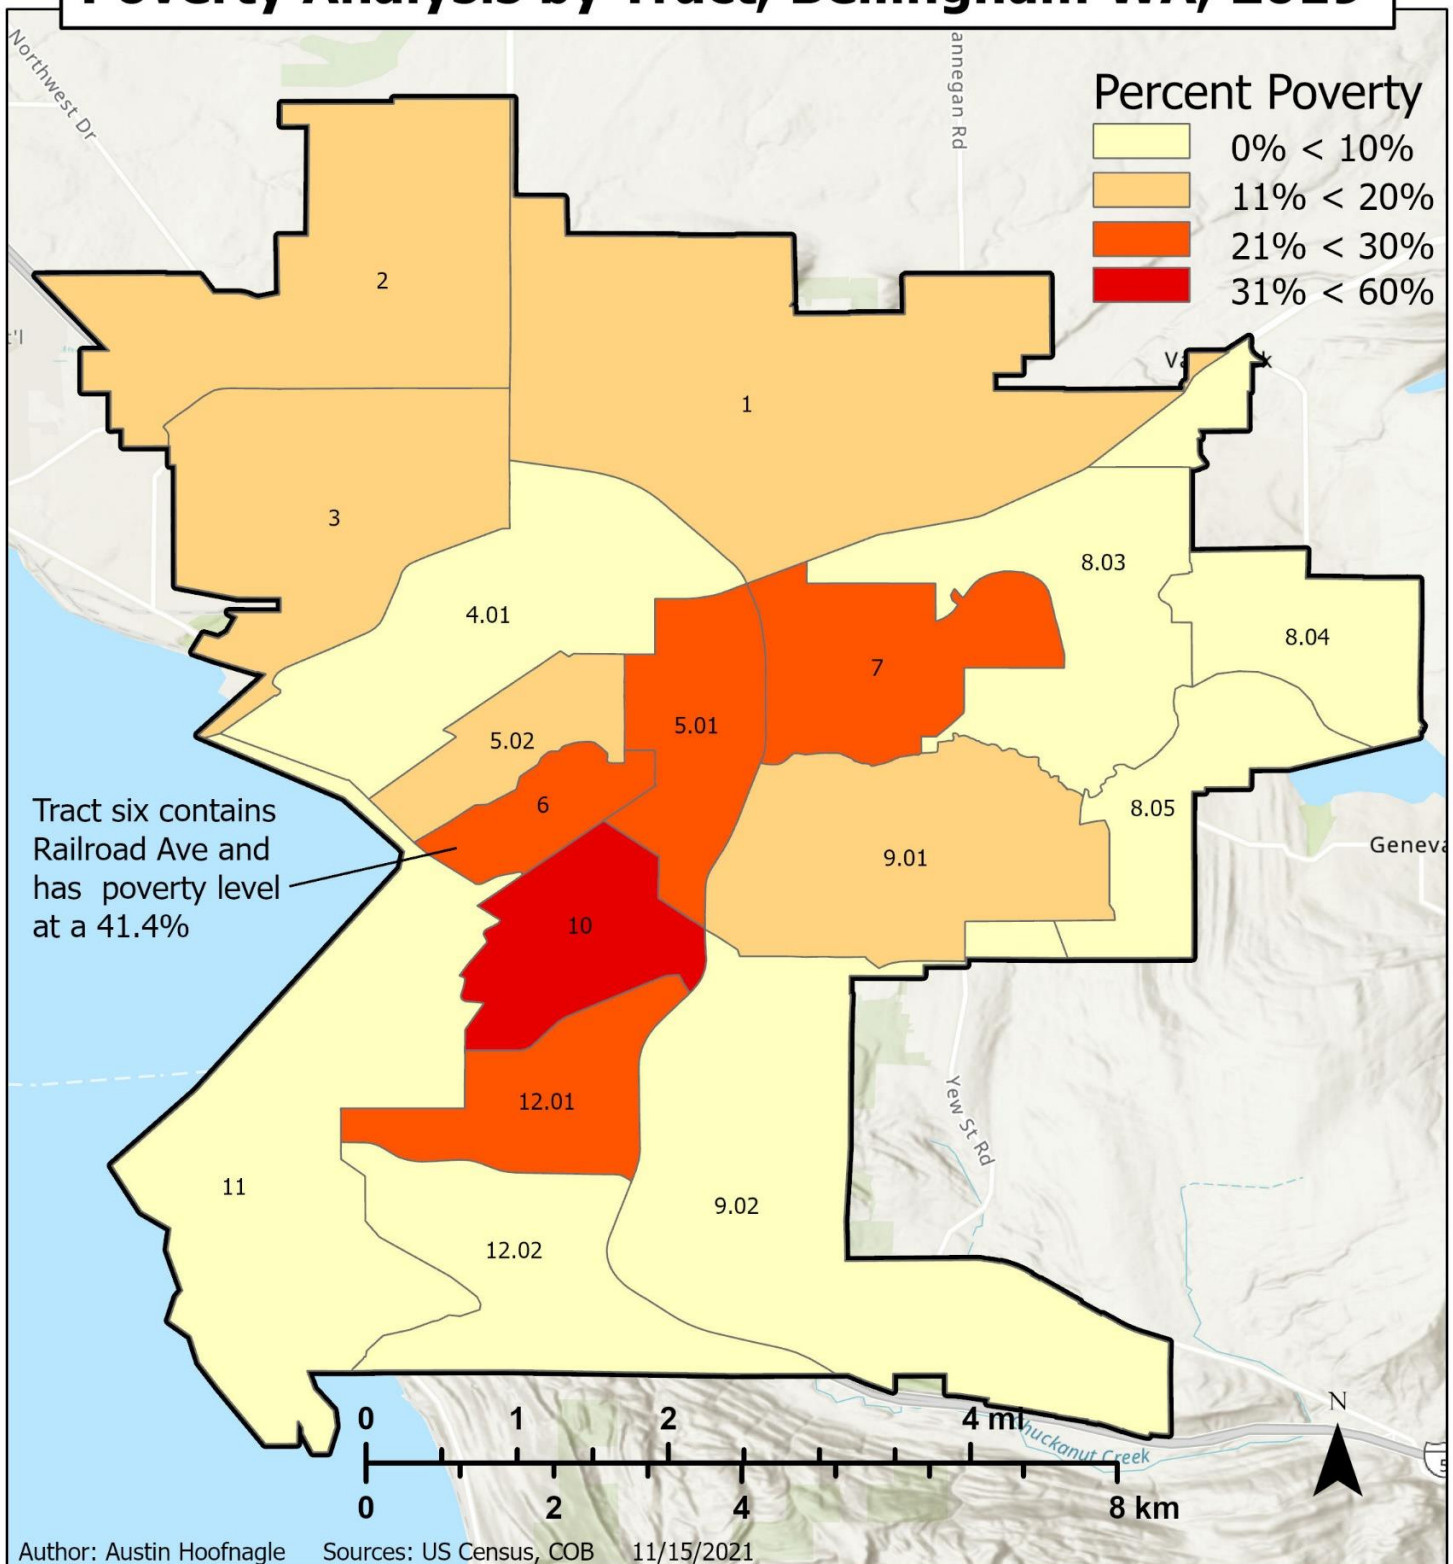 Poverty Analysis by Tract, Bellingham WA, 2019
Northwest Dr
annegan Rd
Percent Poverty
0% < 10%
11% < 20%
21% < 30%
31% < 60%
2
1
3
4.01
8.03
8.04
7
5.01
5.02
6
8.05
9.01
Geneva
Tract six contains
Railroad Ave and
has poverty level
at a 41.4%
10
12.01
Yew St Rd
11
9.02
12.02
0 1 2 4 mi
0 2 4 8 km
huckanut Creek
N
5
Author: Austin Hoofnagle Sources: US Census, COB 11/15/2021